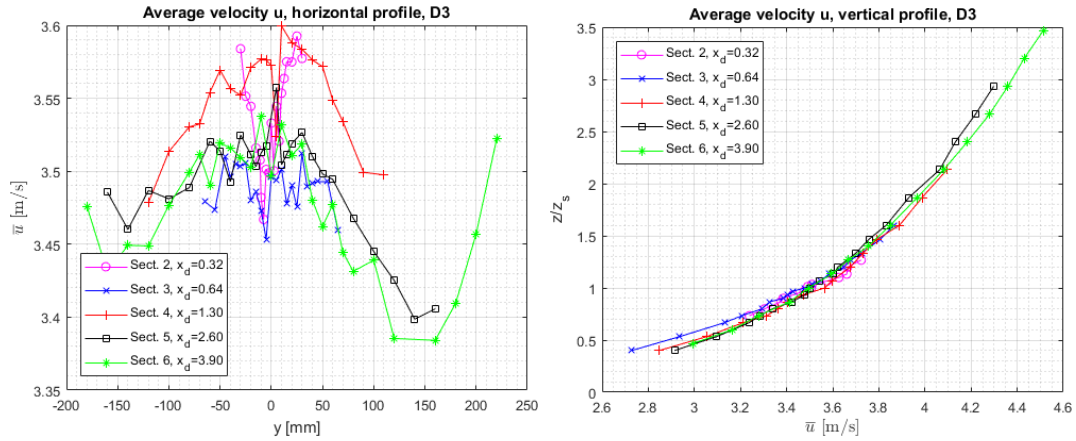 Average velocity u, horizontal profile, D3
3.6
3.55
3.5
3.45
3.4
3.35
u̅ [m/s]
Sect. 2, x_d=0.32
Sect. 3, x_d=0.64
Sect. 4, x_d=1.30
Sect. 5, x_d=2.60
Sect. 6, x_d=3.90
-200 -150 -100 -50 0 50 100 150 200 250
y [mm]
Average velocity u, vertical profile, D3
3.5
3
2.5
2
1.5
1
0.5
0
z/z_s
Sect. 2, x_d=0.32
Sect. 3, x_d=0.64
Sect. 4, x_d=1.30
Sect. 5, x_d=2.60
Sect. 6, x_d=3.90
2.6 2.8 3 3.2 3.4 3.6 3.8 4 4.2 4.4 4.6
u̅ [m/s]